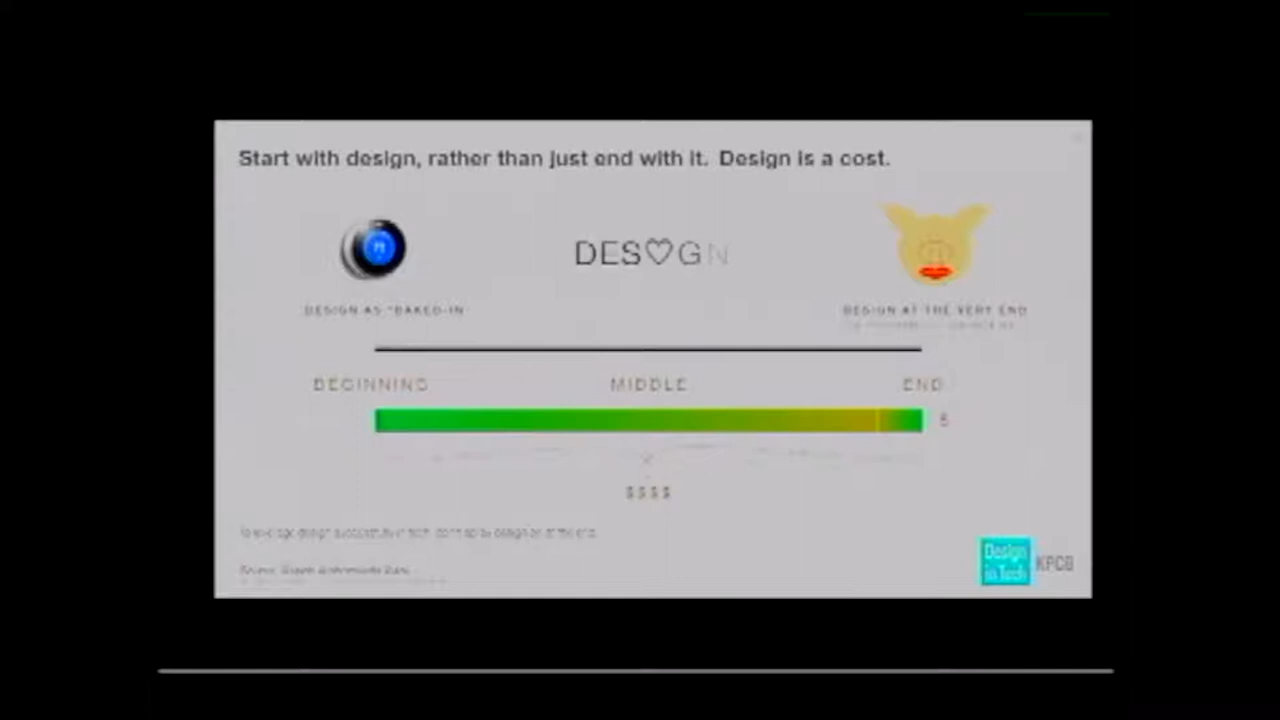 Start with design, rather than just end with it. Design is a cost.
DES♡GN
DESIGN AS "BAKED-IN"
DESIGN AT THE VERY END
BEGINNING MIDDLE END
$
$$$$
Design
in Tech
KPCB